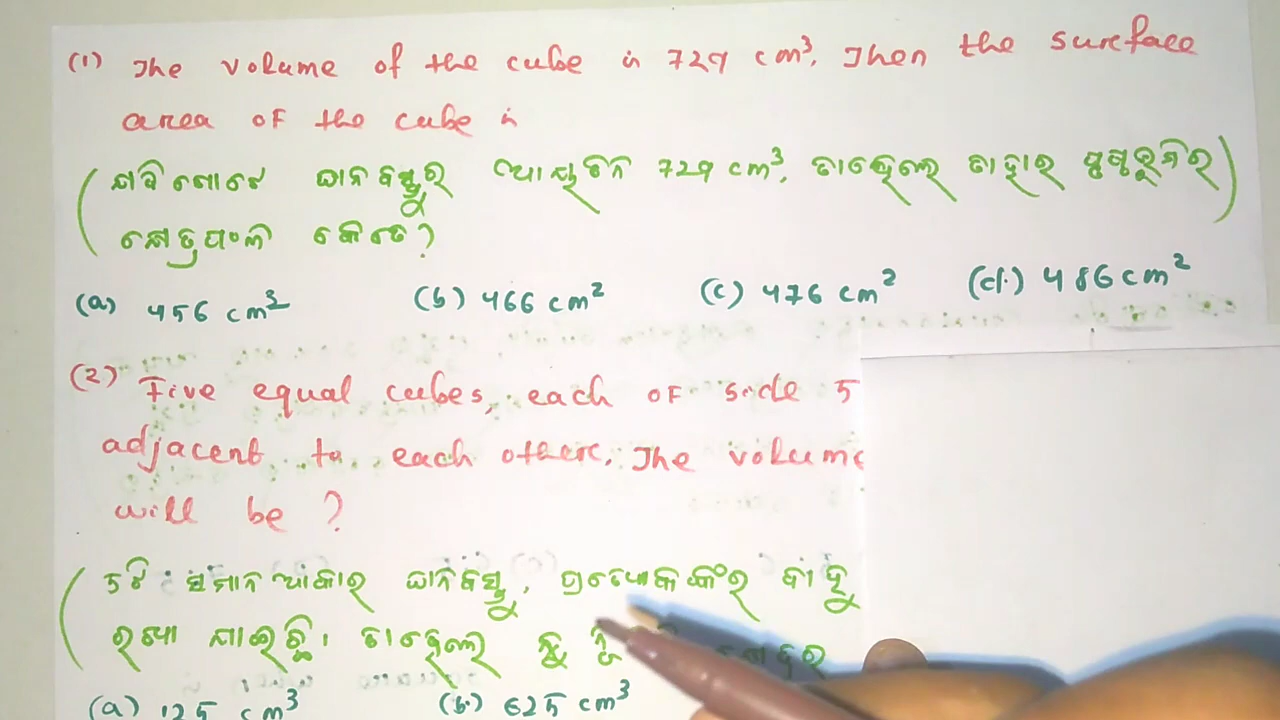 (1) The volume of the cube is 729 cm³. Then the surface
area of the cube is
(ଯଦି ଗୋଟେ ଘନବସ୍ତୁର ଆୟତନ 729 cm³, ତାହେଲେ ତାହାର
କ୍ଷେତ୍ରଫଳ କେତେ?
(a) 456 cm² (b) 466 cm² (c) 476 cm² (d.) 486 cm²
(2) Five equal cubes, each of side 5
adjacent to each other. The volume
will be ?
(5ଟି ସମାନ ଆକାର ଘନବସ୍ତୁ, ପ୍ରତ୍ୟେକଙ୍କର ବାହୁ
ରଖା ଯାଇଛି। ତାହେଲେ
(a) 125 cm³ (b.) 625 cm³